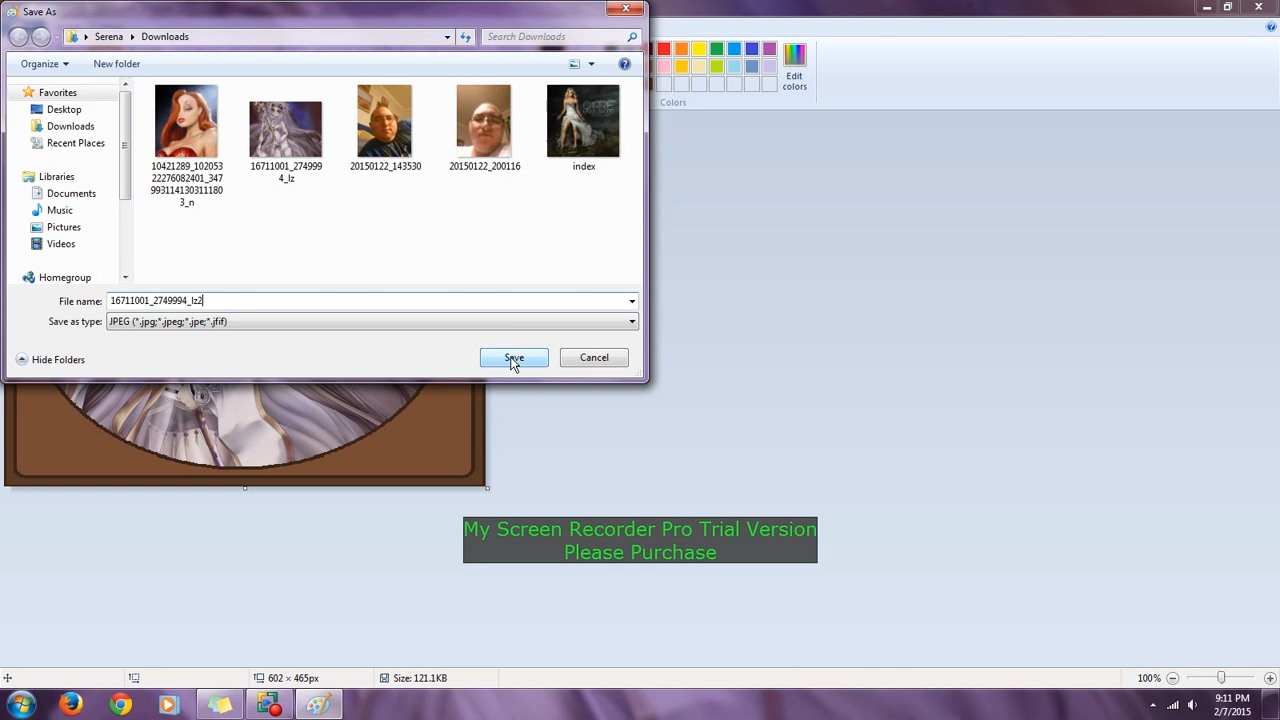 Save As
Serena
Downloads
Search Downloads
Organize
New folder
Favorites
Desktop
Downloads
Recent Places
Libraries
Documents
Music
Pictures
Videos
Homegroup
10421289_102053
22276082401_347
993114130311180
3_n
16711001_274999
4_lz
20150122_143530
20150122_200116
index
File name:
16711001_2749994_lz2
Save as type:
JPEG (*.jpg;*.jpeg;*.jpe;*.jfif)
Hide Folders
Save
Cancel
Edit
colors
Colors
My Screen Recorder Pro Trial Version
Please Purchase
602 × 465px
Size: 121.1KB
100%
9:11 PM
2/7/2015